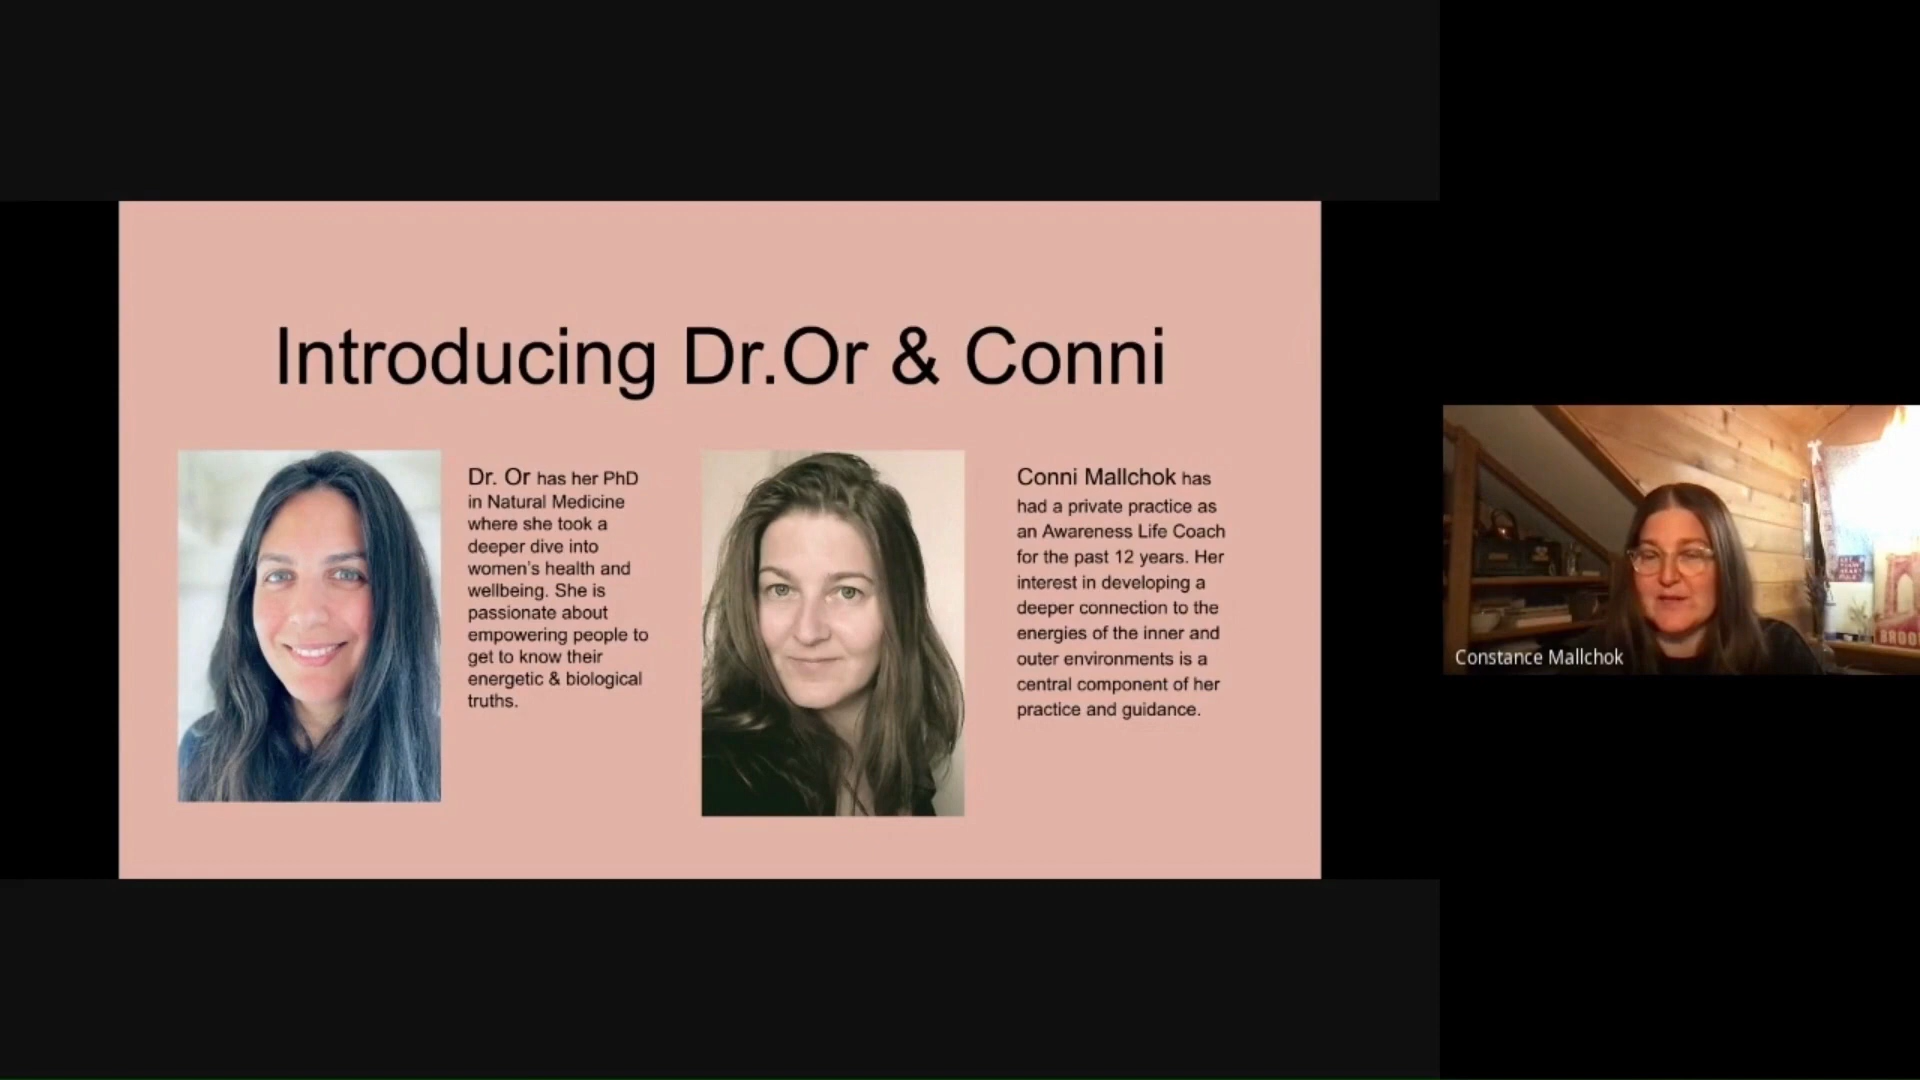 Introducing Dr.Or & Conni
Dr. Or has her PhD
in Natural Medicine
where she took a
deeper dive into
women's health and
wellbeing. She is
passionate about
empowering people to
get to know their
energetic & biological
truths.
Conni Mallchok has
had a private practice as
an Awareness Life Coach
for the past 12 years. Her
interest in developing a
deeper connection to the
energies of the inner and
outer environments is a
central component of her
practice and guidance.
Constance Mallchok